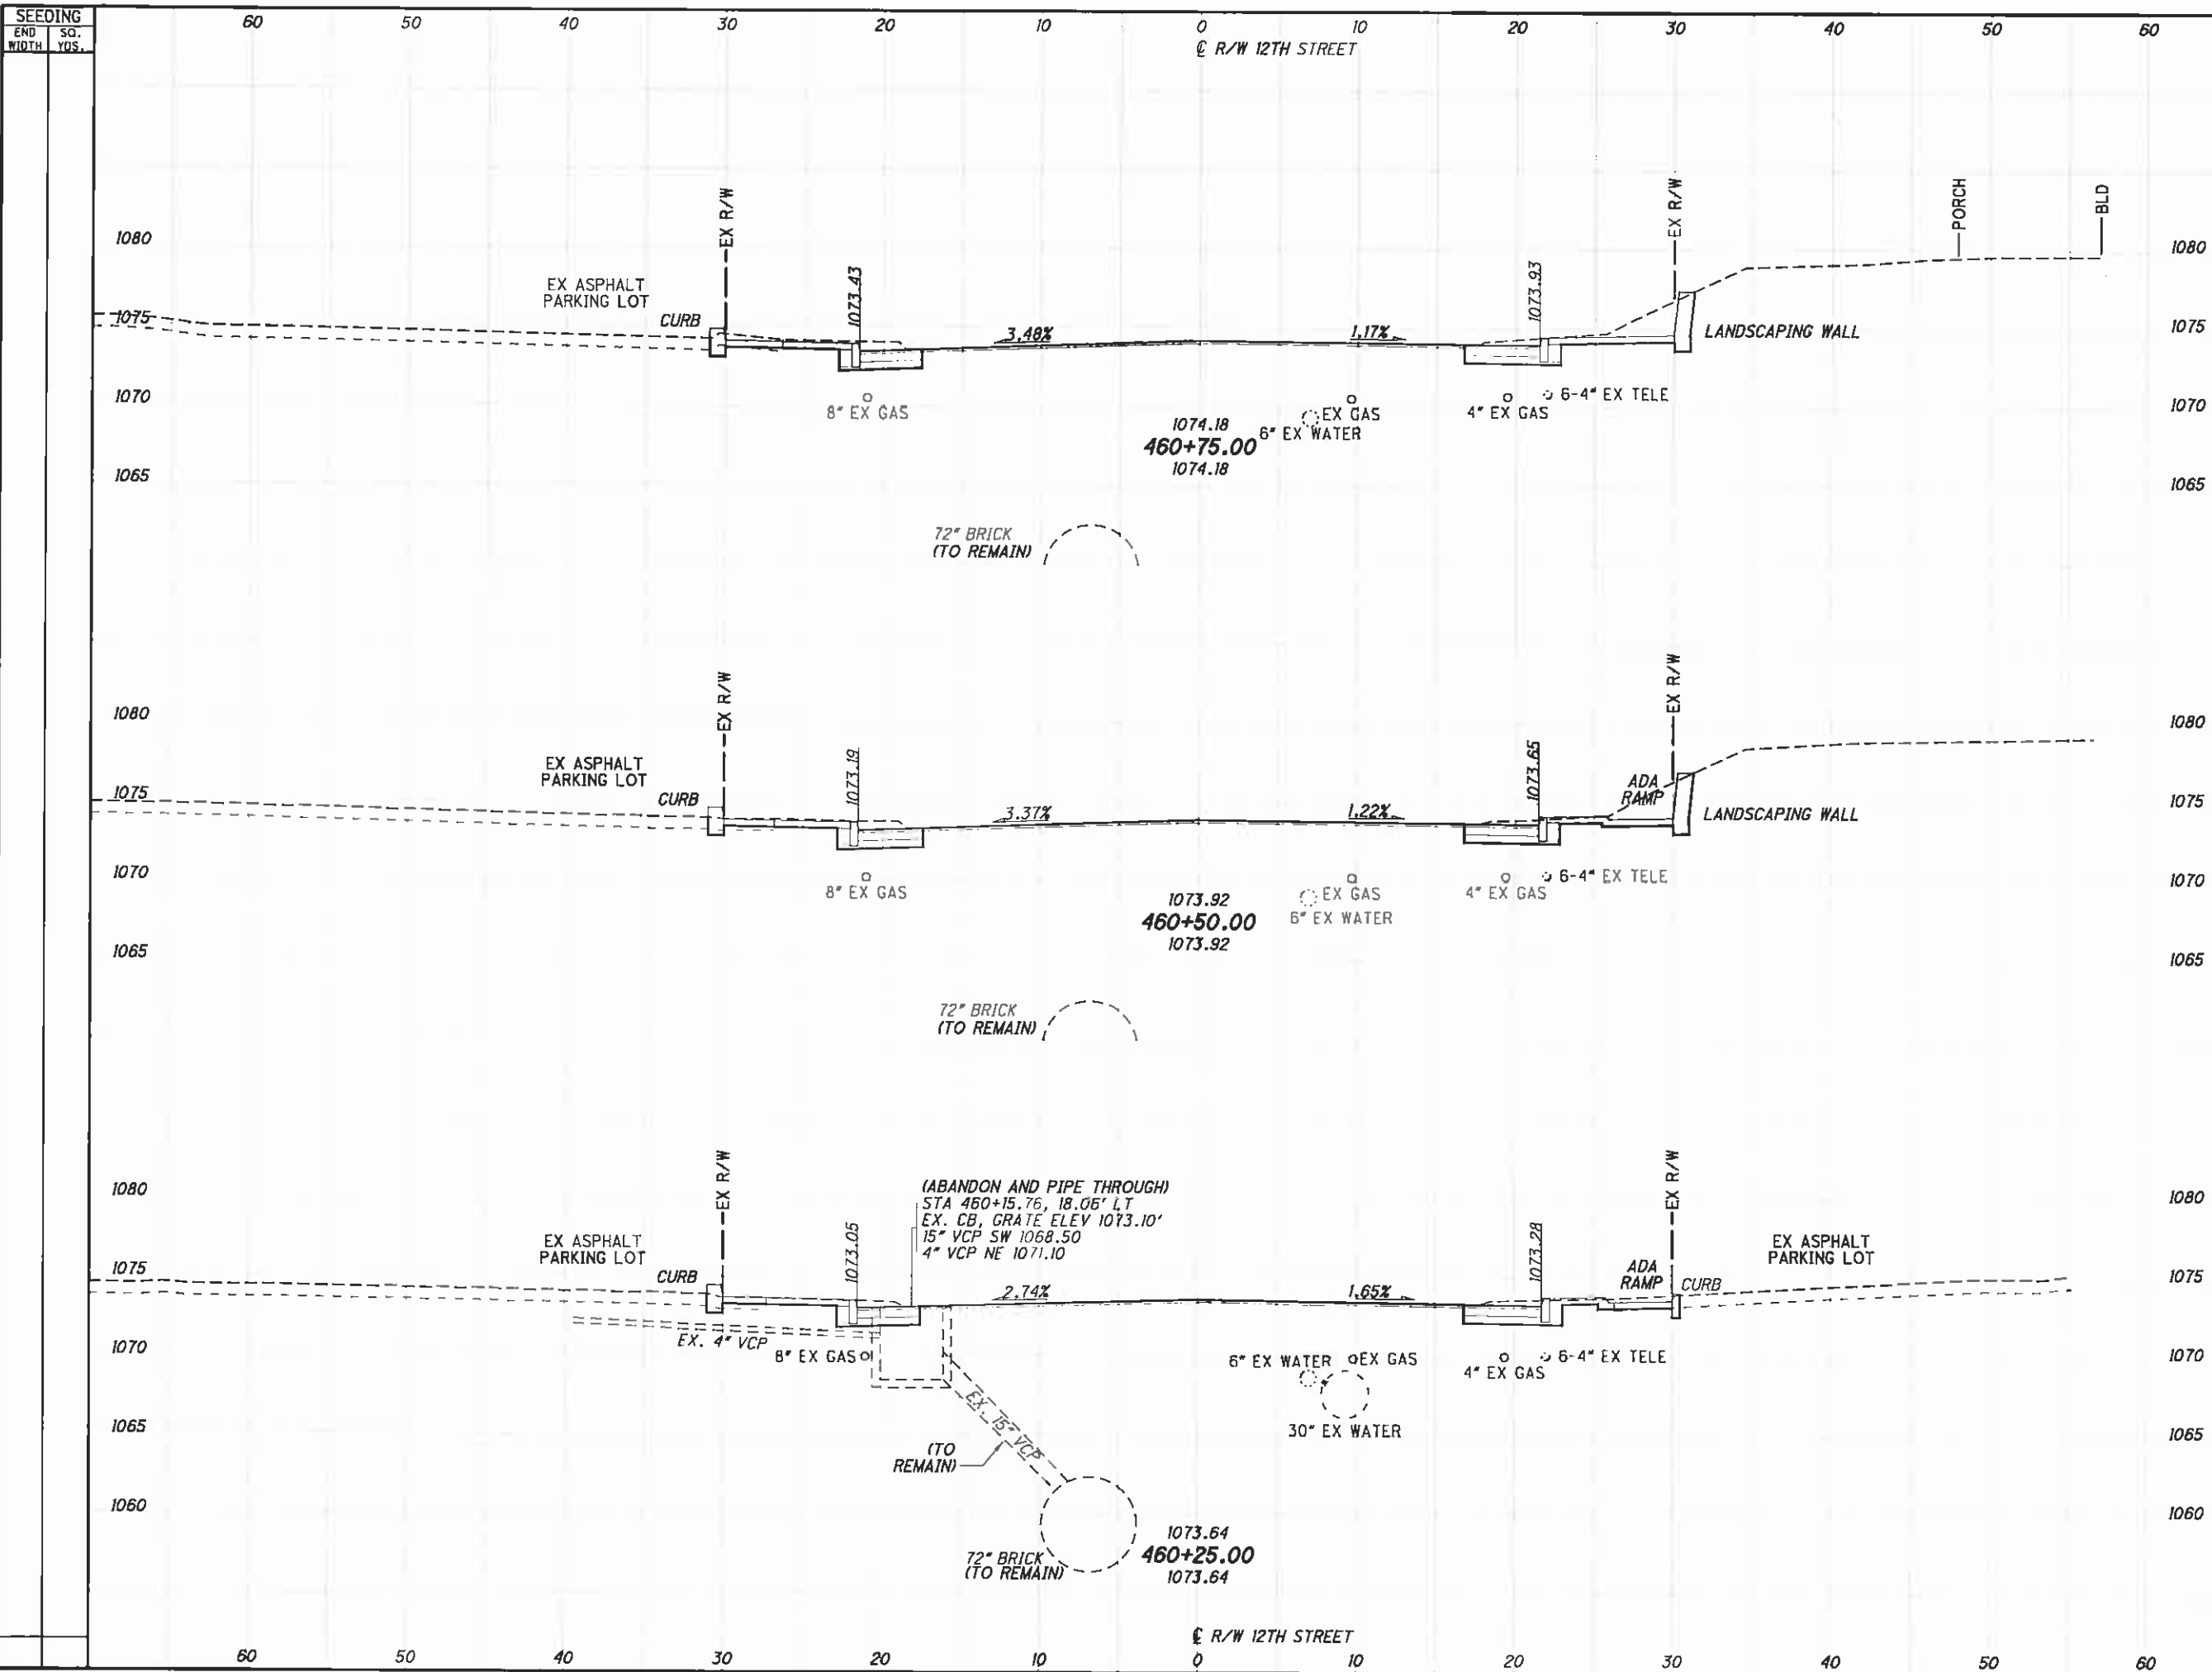 SEEDING
END WIDTH
SQ. YDS.
60 50 40 30 20 10 0 10 20 30 40 50 60
℄ R/W 12TH STREET
EX R/W
EX R/W
PORCH
BLD
1080
1080
EX ASPHALT
PARKING LOT
1073.43
1073.93
1075
CURB
3.48%
1.17%
LANDSCAPING WALL
1075
1070
8" EX GAS
EX GAS
6" EX WATER
4" EX GAS
6-4" EX TELE
1070
1074.18
460+75.00
1074.18
1065
1065
72" BRICK
(TO REMAIN)
EX R/W
EX R/W
1080
1080
EX ASPHALT
PARKING LOT
1073.19
1073.65
ADA
RAMP
1075
CURB
3.37%
1.22%
LANDSCAPING WALL
1075
1070
8" EX GAS
EX GAS
6" EX WATER
4" EX GAS
6-4" EX TELE
1070
1073.92
460+50.00
1073.92
1065
1065
72" BRICK
(TO REMAIN)
EX R/W
EX R/W
1080
(ABANDON AND PIPE THROUGH)
STA 460+15.76, 18.06' LT
EX. CB, GRATE ELEV 1073.10'
15" VCP SW 1068.50
4" VCP NE 1071.10
1080
EX ASPHALT
PARKING LOT
1073.05
1073.28
EX ASPHALT
PARKING LOT
1075
CURB
2.74%
1.65%
ADA
RAMP
CURB
1075
1070
EX. 4" VCP
8" EX GAS
6" EX WATER
EX GAS
4" EX GAS
6-4" EX TELE
1070
EX. 15" VCP
30" EX WATER
1065
1065
(TO
REMAIN)
1060
1060
72" BRICK
(TO REMAIN)
1073.64
460+25.00
1073.64
℄ R/W 12TH STREET
60 50 40 30 20 10 0 10 20 30 40 50 60